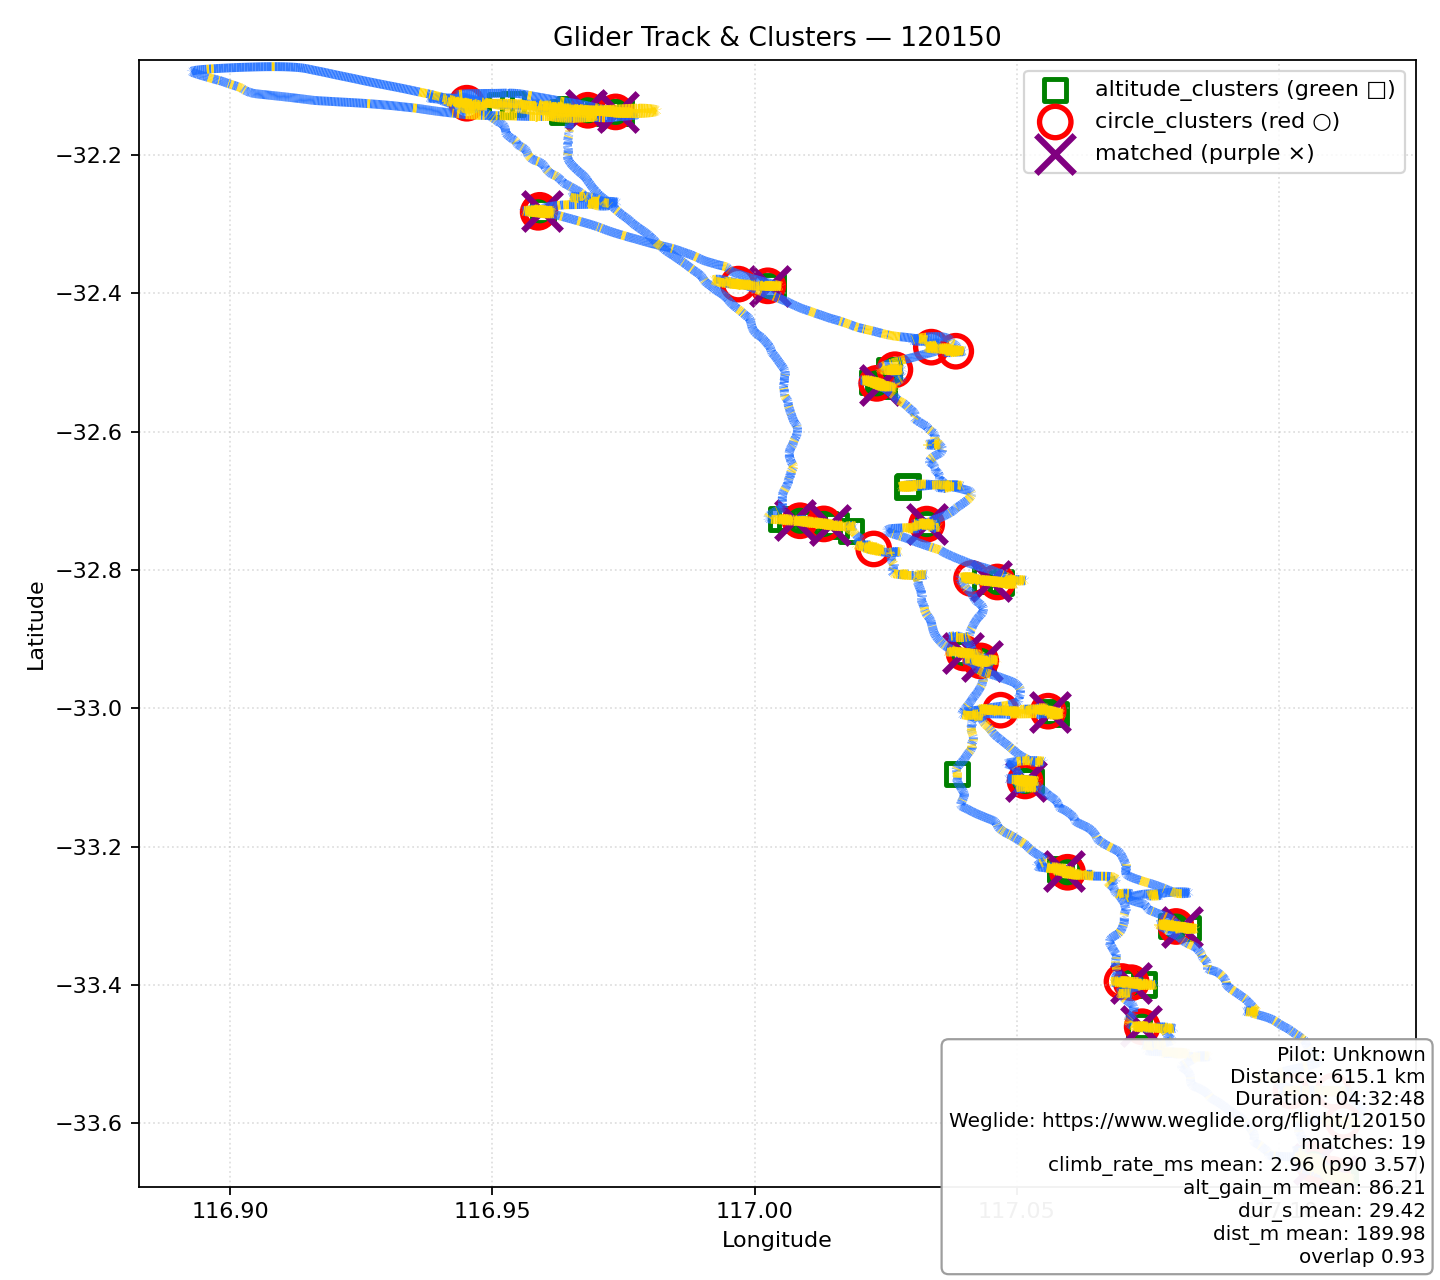 Glider Track & Clusters — 120150
altitude_clusters (green □)
circle_clusters (red ○)
matched (purple ×)
Latitude
−32.2
−32.4
−32.6
−32.8
−33.0
−33.2
−33.4
−33.6
116.90
116.95
117.00
117.05
Longitude
Pilot: Unknown
Distance: 615.1 km
Duration: 04:32:48
Weglide: https://www.weglide.org/flight/120150
matches: 19
climb_rate_ms mean: 2.96 (p90 3.57)
alt_gain_m mean: 86.21
dur_s mean: 29.42
dist_m mean: 189.98
overlap 0.93